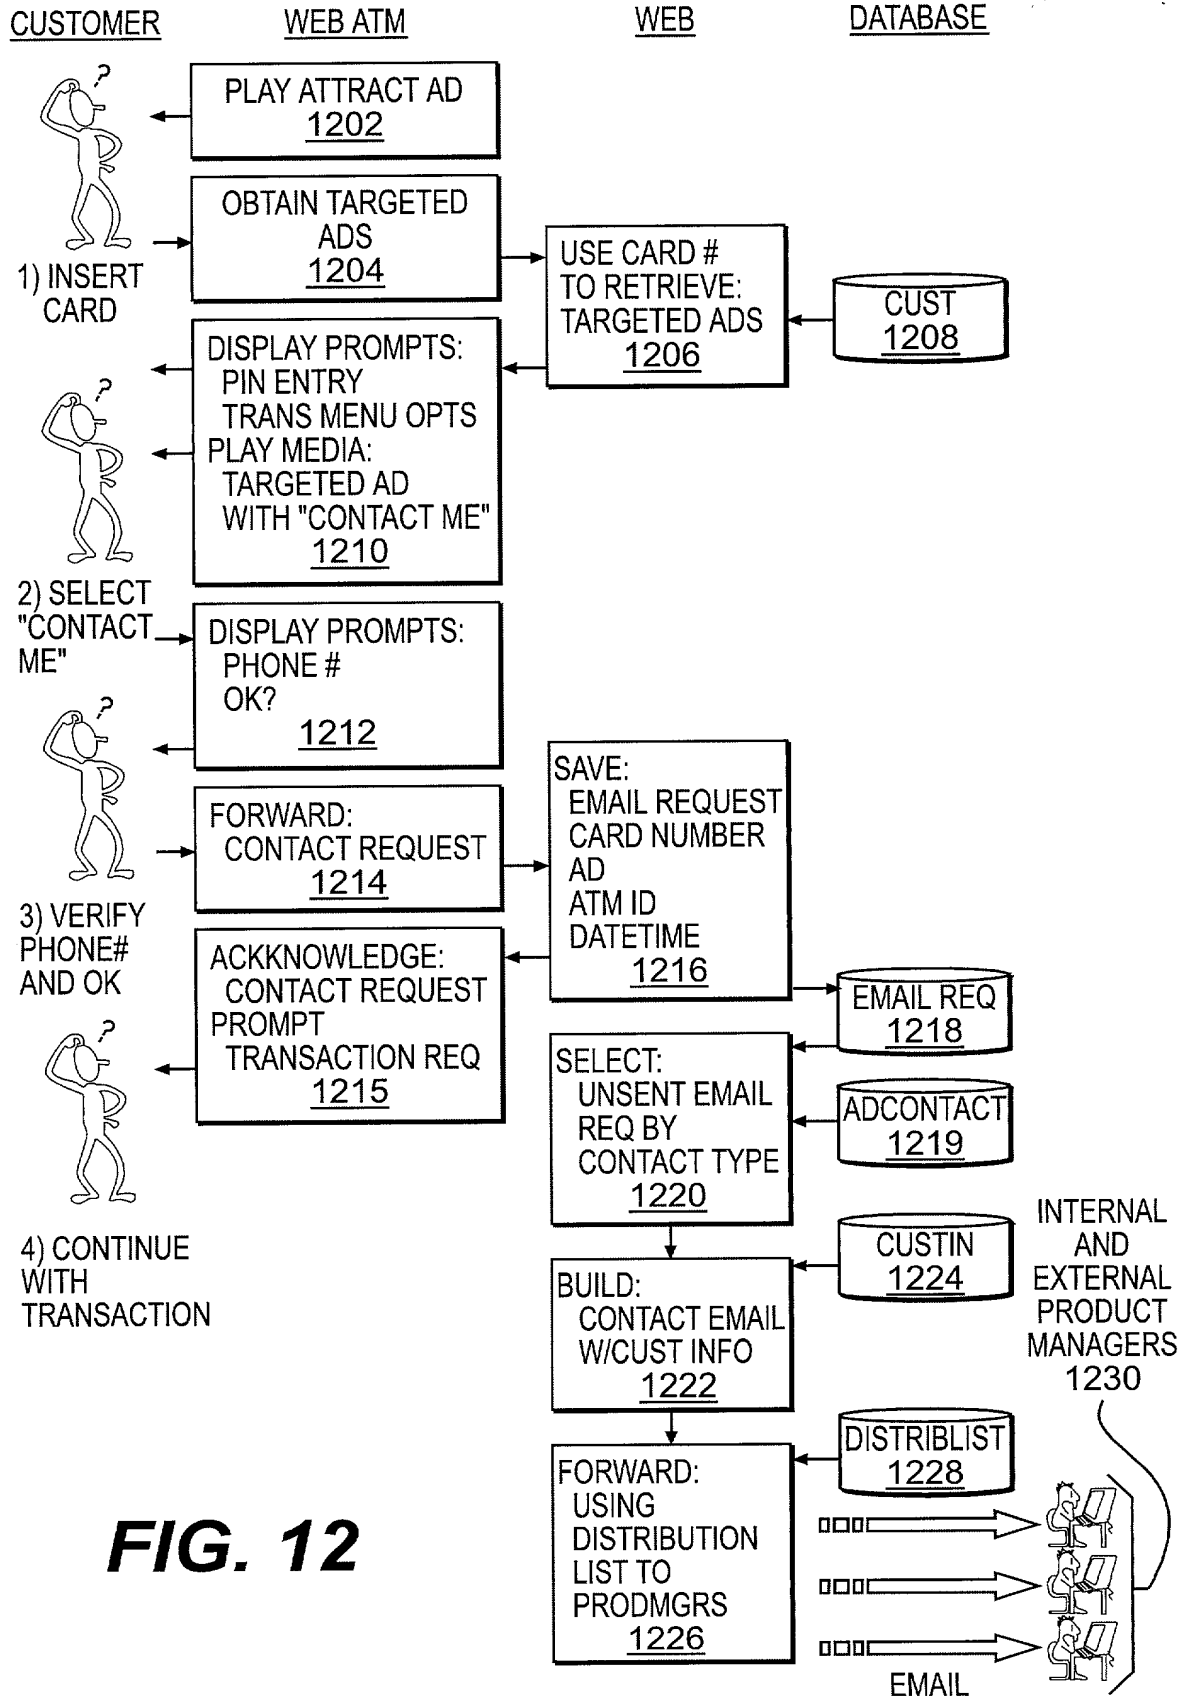 CUSTOMER
WEB ATM
WEB
DATABASE
?
PLAY ATTRACT AD
1202
OBTAIN TARGETED
ADS
1204
1) INSERT
CARD
USE CARD #
TO RETRIEVE:
TARGETED ADS
1206
CUST
1208
?
DISPLAY PROMPTS:
PIN ENTRY
TRANS MENU OPTS
PLAY MEDIA:
TARGETED AD
WITH "CONTACT ME"
1210
2) SELECT
"CONTACT
ME"
DISPLAY PROMPTS:
PHONE #
OK?
1212
?
FORWARD:
CONTACT REQUEST
1214
SAVE:
EMAIL REQUEST
CARD NUMBER
AD
ATM ID
DATETIME
1216
3) VERIFY
PHONE#
AND OK
ACKKNOWLEDGE:
CONTACT REQUEST
PROMPT
TRANSACTION REQ
1215
EMAIL REQ
1218
?
SELECT:
UNSENT EMAIL
REQ BY
CONTACT TYPE
1220
ADCONTACT
1219
4) CONTINUE
WITH
TRANSACTION
BUILD:
CONTACT EMAIL
W/CUST INFO
1222
CUSTIN
1224
INTERNAL
AND
EXTERNAL
PRODUCT
MANAGERS
1230
FORWARD:
USING
DISTRIBUTION
LIST TO
PRODMGRS
1226
DISTRIBLIST
1228
EMAIL
FIG. 12